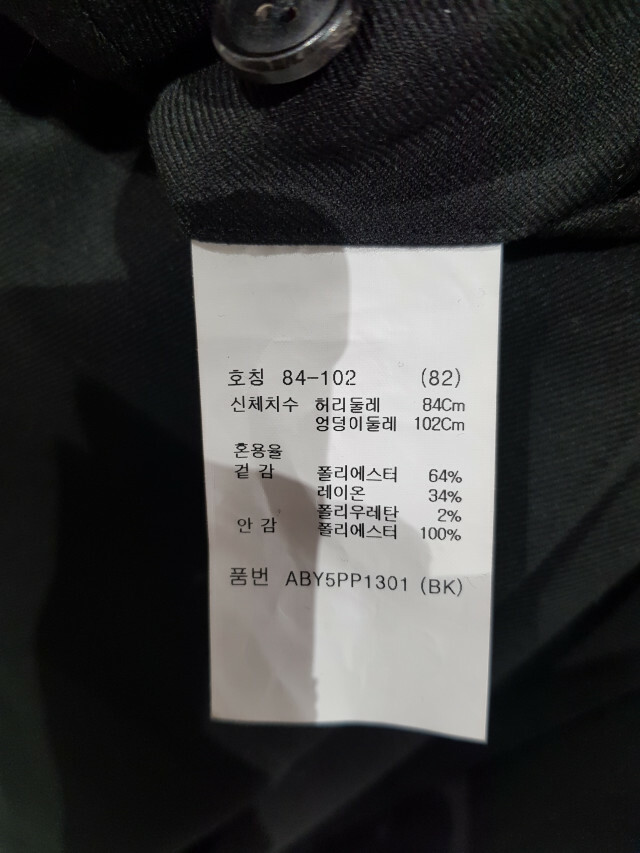 호칭 84-102 (82)
신체치수 허리둘레 84Cm
엉덩이둘레 102Cm
혼용율
겉감 폴리에스터 64%
레이온 34%
폴리우레탄 2%
안감 폴리에스터 100%
품번 ABY5PP1301 (BK)